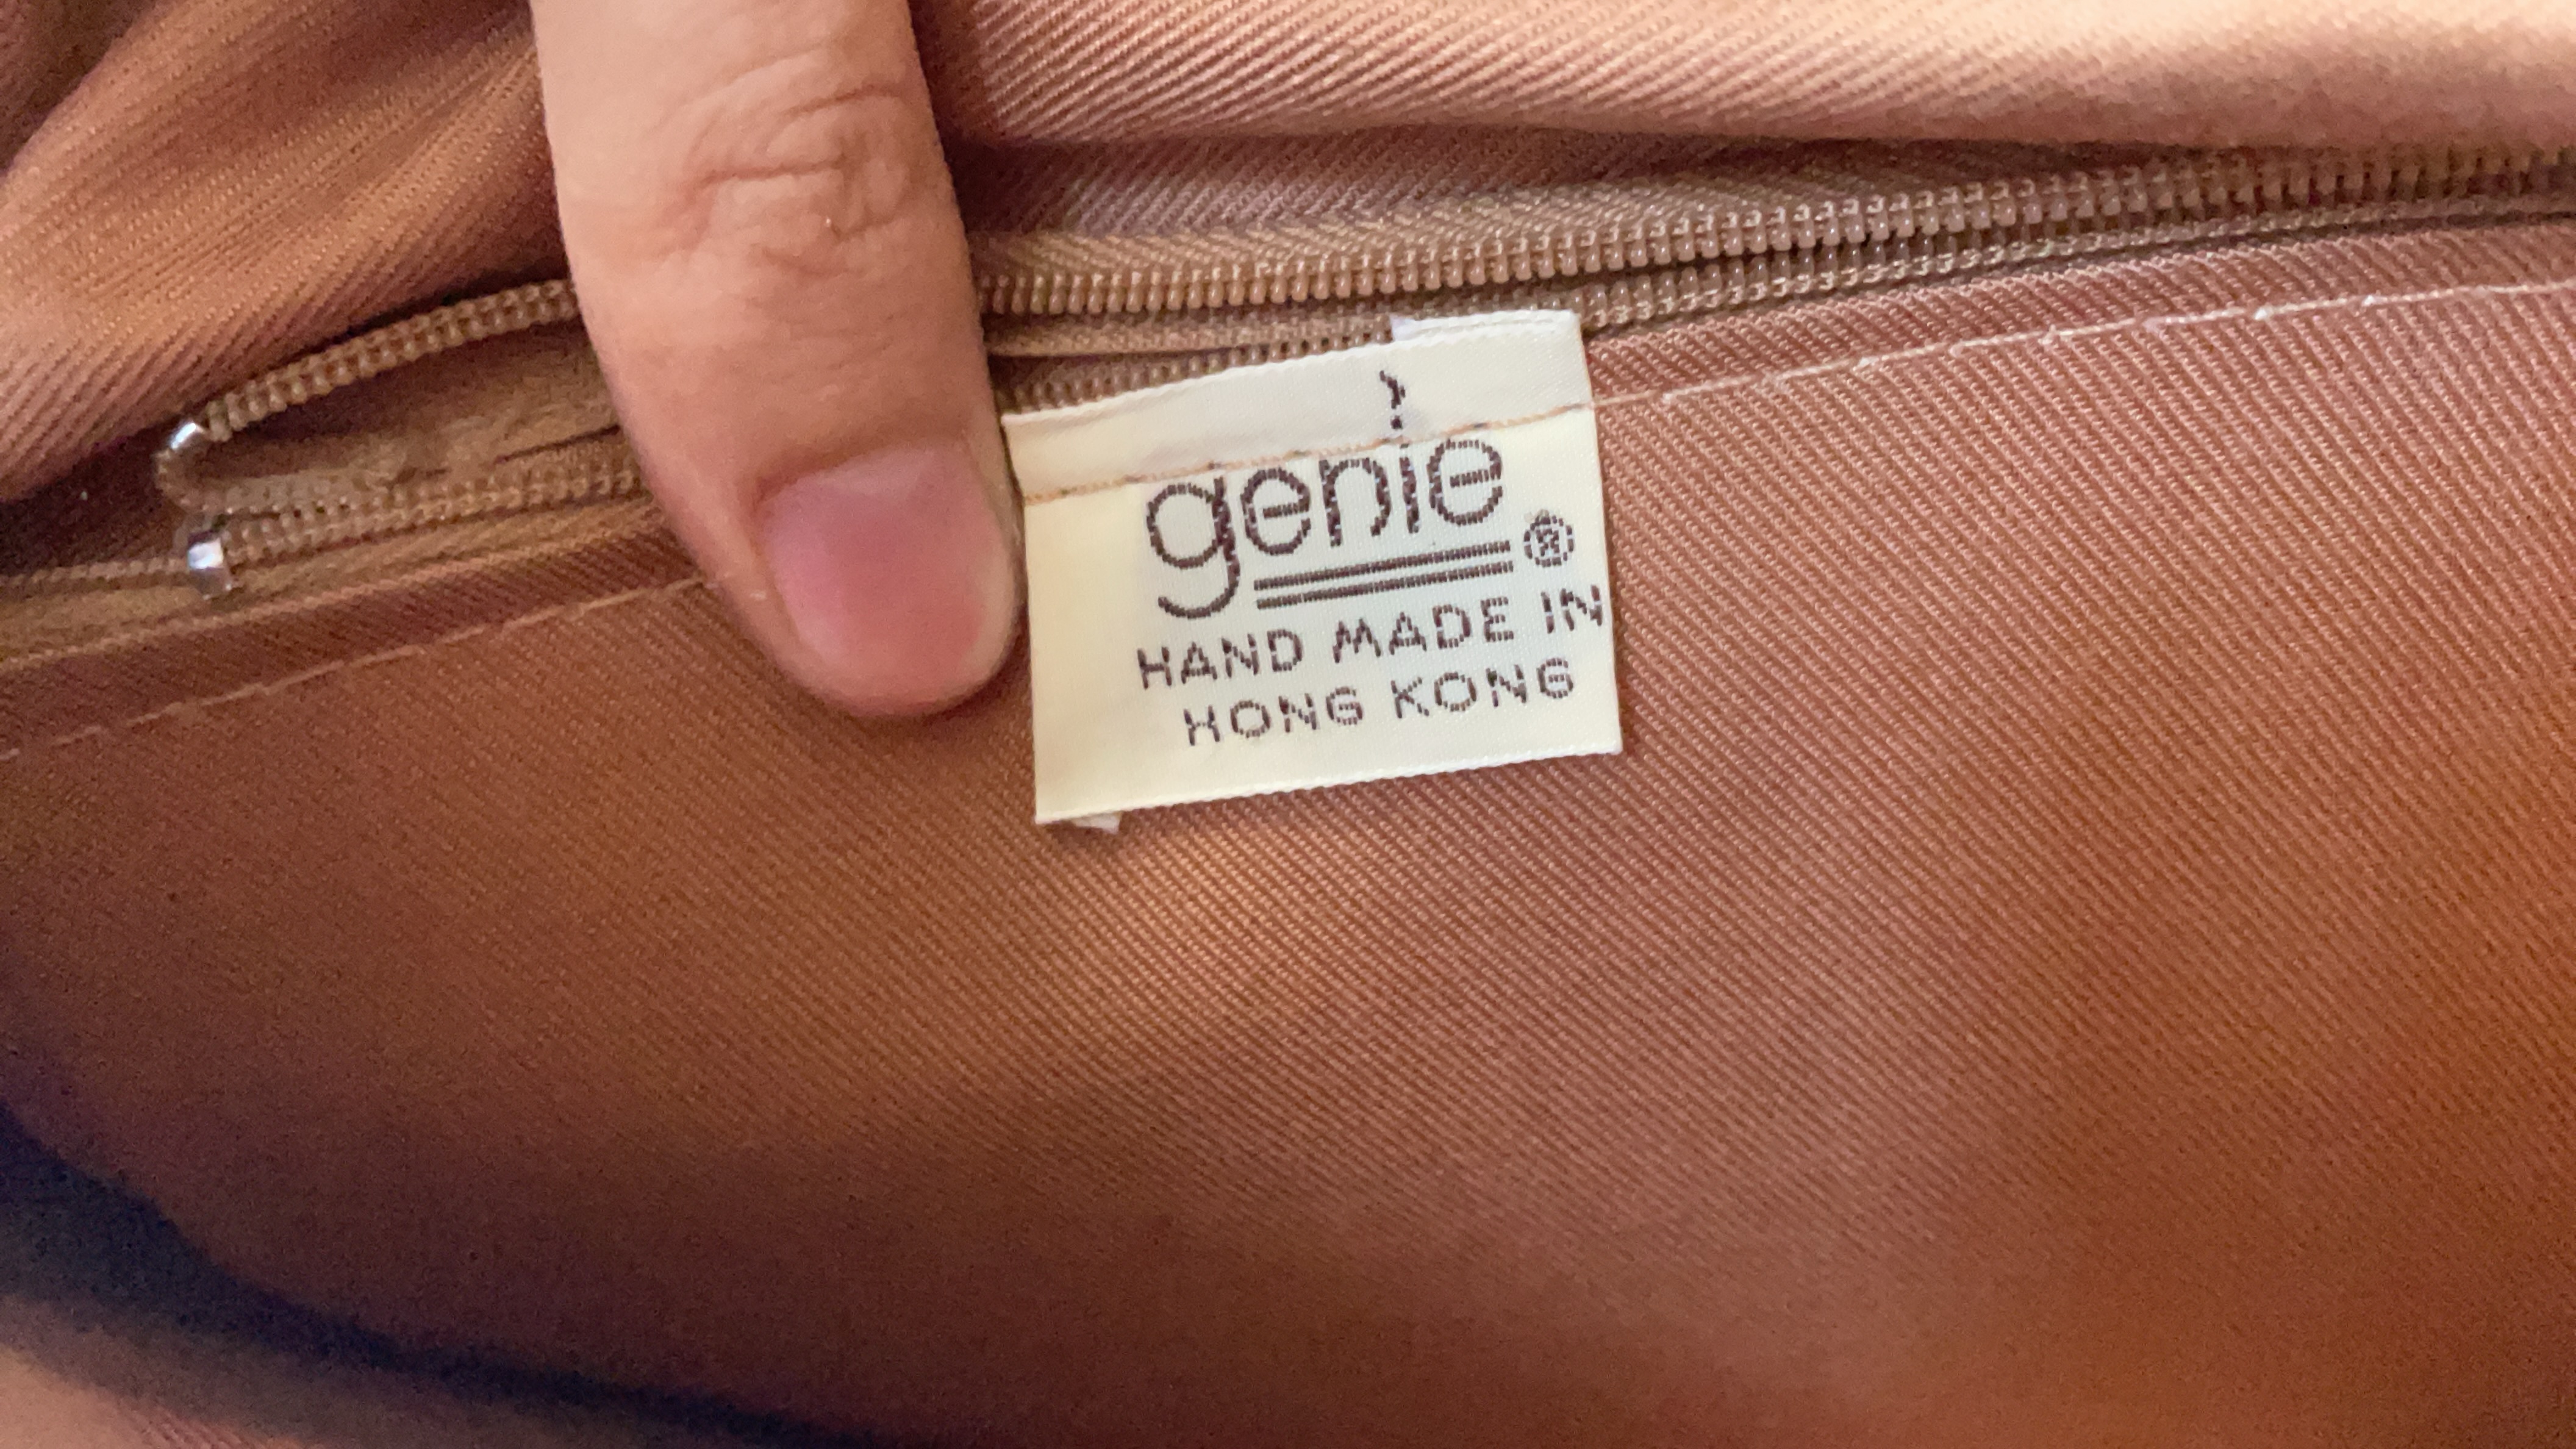 genie ®
HAND MADE IN
HONG KONG